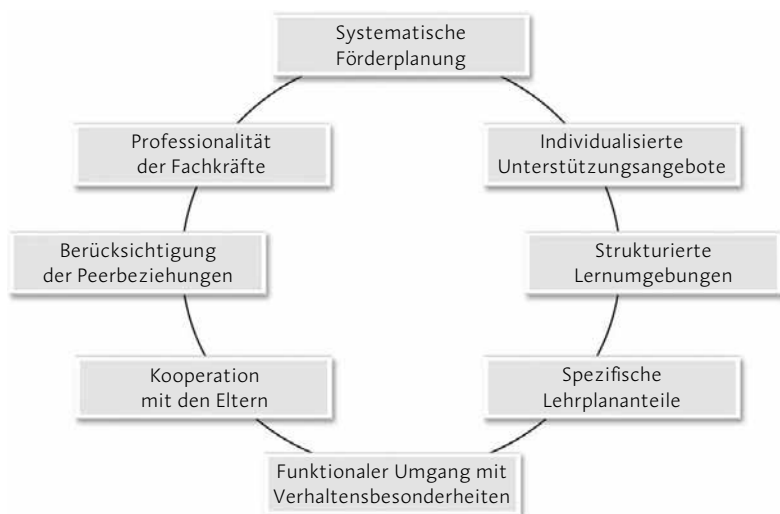 Systematische
Förderplanung
Professionalität
der Fachkräfte
Individualisierte
Unterstützungsangebote
Berücksichtigung
der Peerbeziehungen
Strukturierte
Lernumgebungen
Kooperation
mit den Eltern
Spezifische
Lehrplananteile
Funktionaler Umgang mit
Verhaltensbesonderheiten